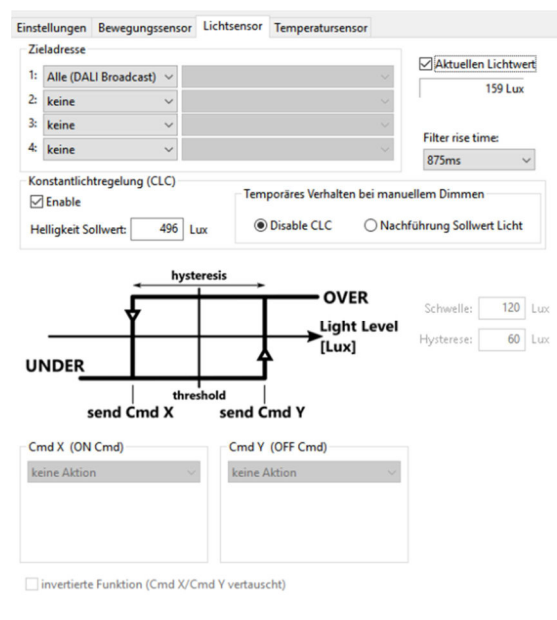 Einstellungen Bewegungssensor Lichtsensor Temperatursensor
Zieladresse
1: Alle (DALI Broadcast)
2: keine
3: keine
4: keine
Aktuellen Lichtwert
159 Lux
Filter rise time:
875ms
Konstantlichtregelung (CLC)
Enable
Helligkeit Sollwert: 496 Lux
Temporäres Verhalten bei manuellem Dimmen
Disable CLC Nachführung Sollwert Licht
hysteresis
OVER
Light Level
[Lux]
UNDER
threshold
send Cmd X send Cmd Y
Schwelle: 120 Lux
Hysterese: 60 Lux
Cmd X (ON Cmd)
keine Aktion
Cmd Y (OFF Cmd)
keine Aktion
invertierte Funktion (Cmd X/Cmd Y vertauscht)